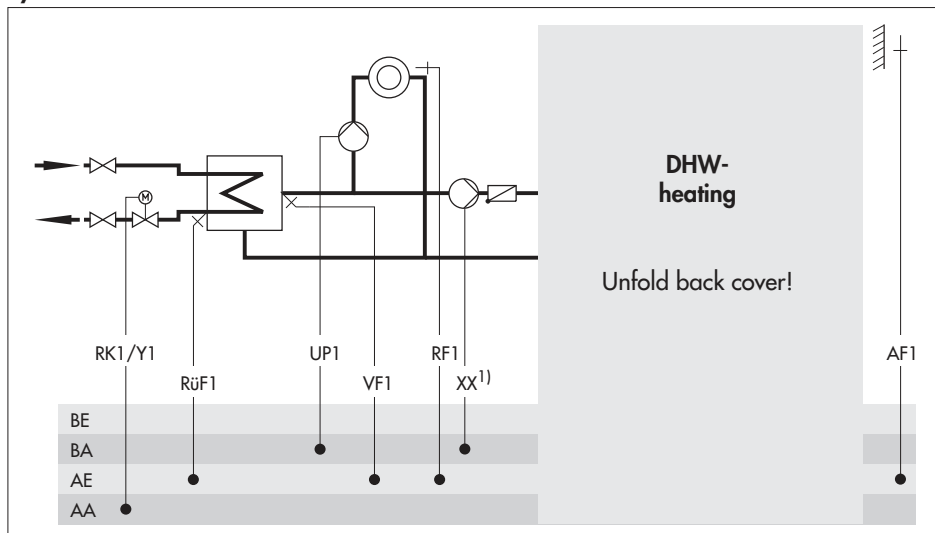 M
DHW-
heating
Unfold back cover!
RK1/Y1
UP1
RF1
AF1
RüF1
VF1
XX1)
BE
BA
AE
AA